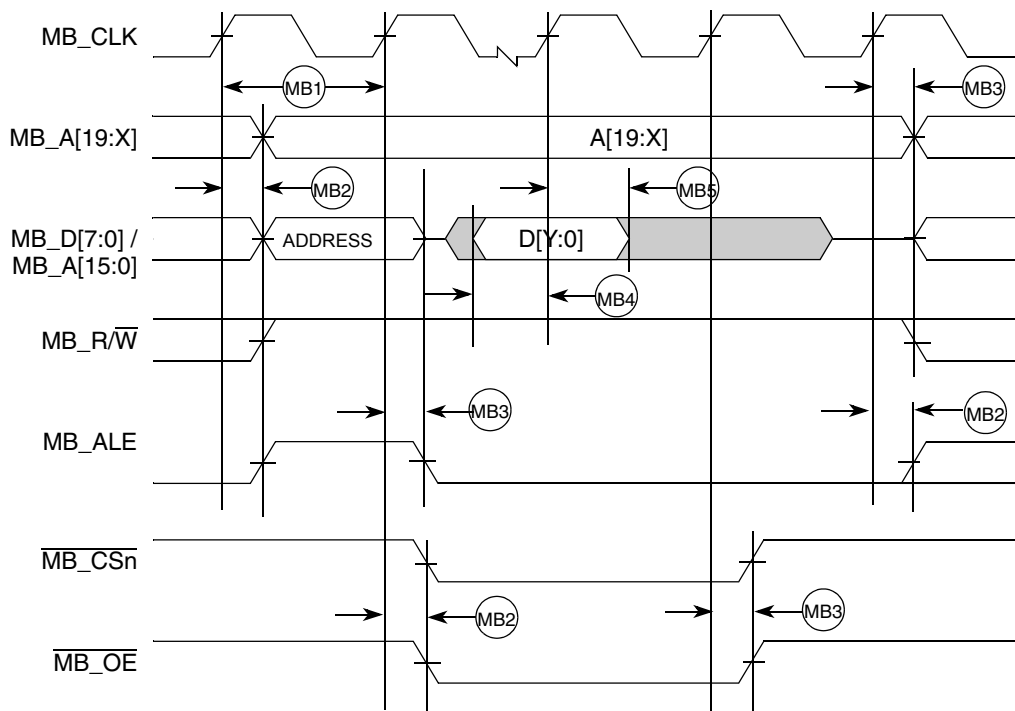 MB_CLK
MB1
MB3
MB_A[19:X]
A[19:X]
MB2
MB5
MB_D[7:0] /
MB_A[15:0]
ADDRESS
D[Y:0]
MB4
MB_R/W
MB3
MB2
MB_ALE
MB_CSn
MB2
MB3
MB_OE